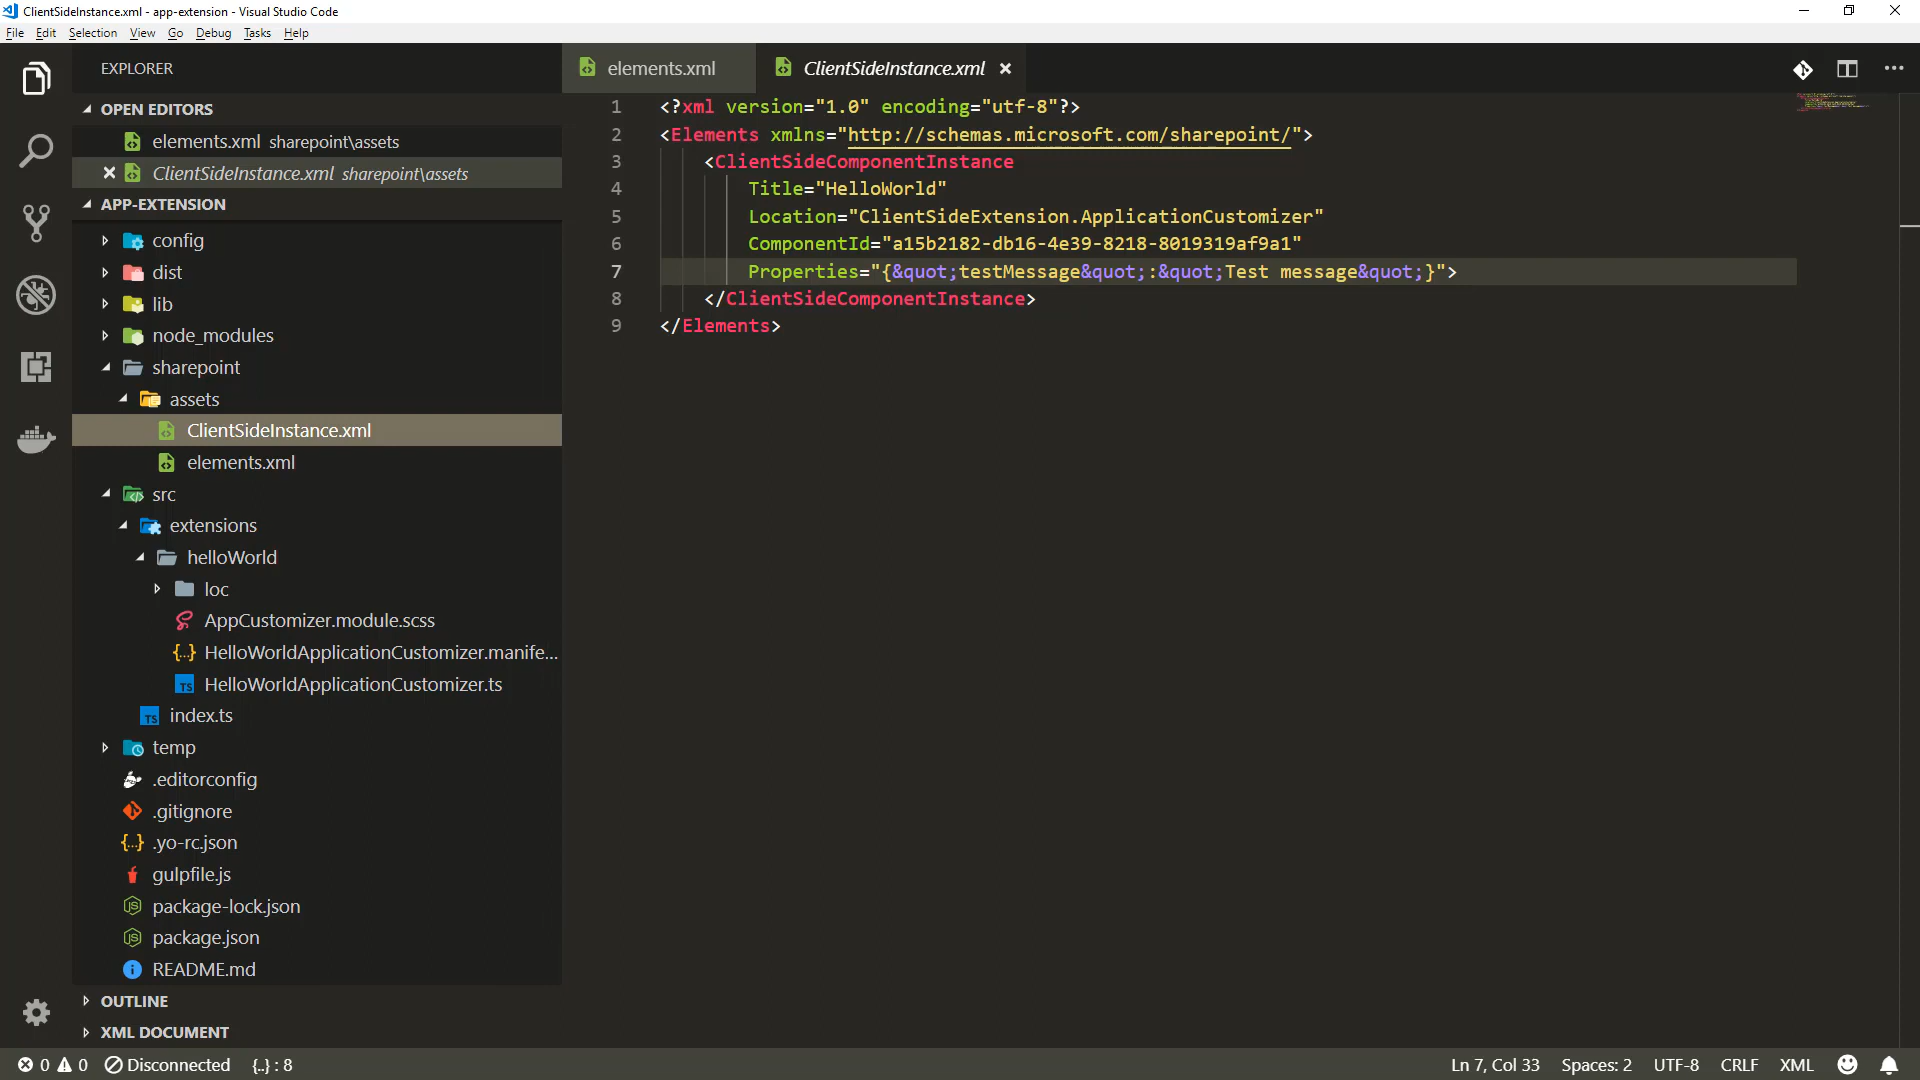 ClientSideInstance.xml - app-extension - Visual Studio Code
File Edit Selection View Go Debug Tasks Help
EXPLORER
OPEN EDITORS
elements.xml sharepoint\assets
ClientSideInstance.xml sharepoint\assets
APP-EXTENSION
config
dist
lib
node_modules
sharepoint
assets
ClientSideInstance.xml
elements.xml
src
extensions
helloWorld
loc
AppCustomizer.module.scss
HelloWorldApplicationCustomizer.manife...
HelloWorldApplicationCustomizer.ts
index.ts
temp
.editorconfig
.gitignore
.yo-rc.json
gulpfile.js
package-lock.json
package.json
README.md
OUTLINE
XML DOCUMENT
elements.xml ClientSideInstance.xml
1 <?xml version="1.0" encoding="utf-8"?>
2 <Elements xmlns="http://schemas.microsoft.com/sharepoint/">
3 <ClientSideComponentInstance
4 Title="HelloWorld"
5 Location="ClientSideExtension.ApplicationCustomizer"
6 ComponentId="a15b2182-db16-4e39-8218-8019319af9a1"
7 Properties="{&quot;testMessage&quot;:&quot;Test message&quot;}">
8 </ClientSideComponentInstance>
9 </Elements>
0 0 Disconnected {..} : 8
Ln 7, Col 33 Spaces: 2 UTF-8 CRLF XML